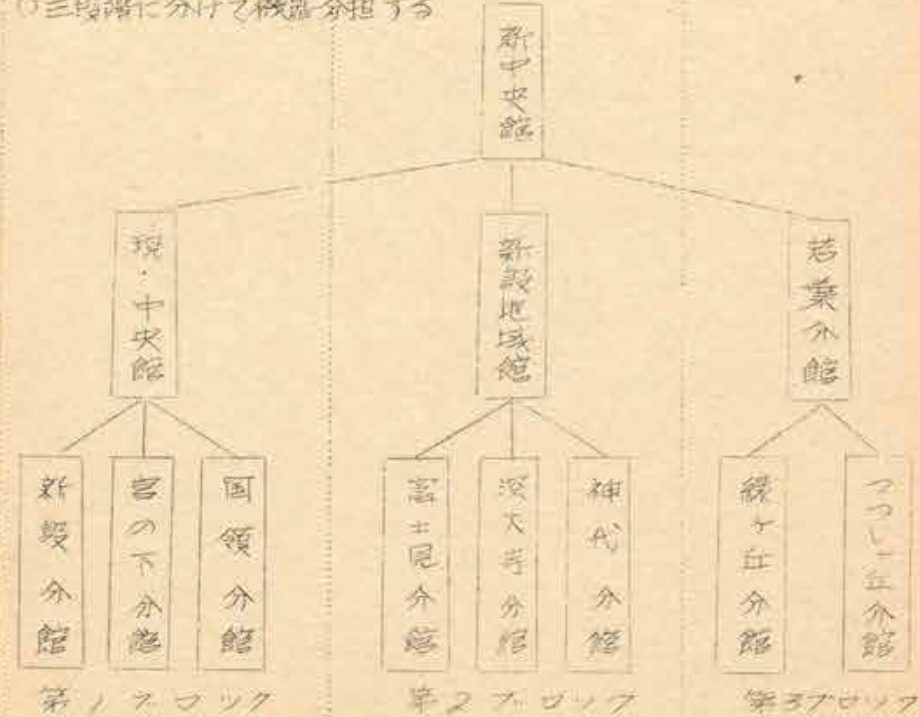 ○三段階に分けて機能分担する
新中央館
現・中央館
新設地域館
若葉分館
新設分館
宮の下分館
国領分館
富士見分館
深大寺分館
神代分館
緑ヶ丘分館
つつじヶ丘分館
第1ブロック
第2ブロック
第3ブロック